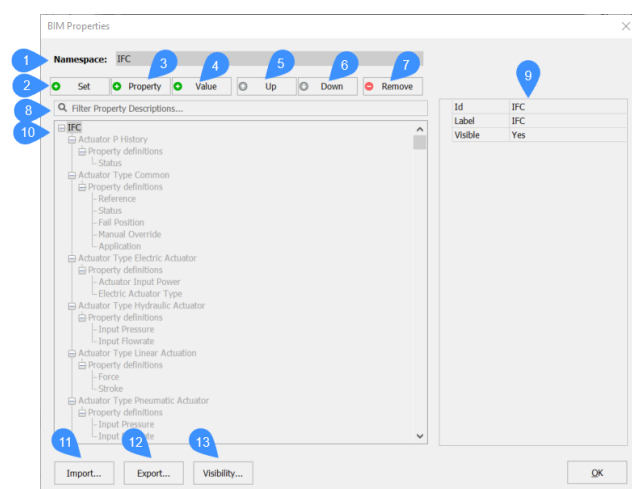 BIM Properties
1 Namespace: IFC 3 4 5 6 7
2 Set Property Value Up Down Remove 9
8 Filter Property Descriptions...
Id IFC
Label IFC
Visible Yes
10 IFC
Actuator P History
Property definitions
Status
Actuator Type Common
Property definitions
Reference
Status
Fail Position
Manual Override
Application
Actuator Type Electric Actuator
Property definitions
Actuator Input Power
Electric Actuator Type
Actuator Type Hydraulic Actuator
Property definitions
Input Pressure
Input Flowrate
Actuator Type Linear Actuation
Property definitions
Force
Stroke
Actuator Type Pneumatic Actuator
Property definitions
Input Pressure
Input
11 12 13
Import... Export... Visibility... OK